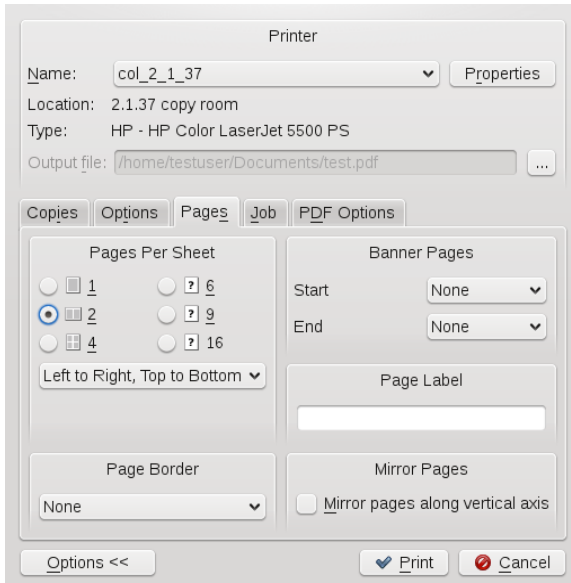 Printer
Name: col_2_1_37 Properties
Location: 2.1.37 copy room
Type: HP - HP Color LaserJet 5500 PS
Output file: /home/testuser/Documents/test.pdf ...
Copies Options Pages Job PDF Options
Pages Per Sheet
1 ? 6
2 ? 9
4 ? 16
Left to Right, Top to Bottom
Banner Pages
Start None
End None
Page Label
Page Border
None
Mirror Pages
Mirror pages along vertical axis
Options << Print Cancel